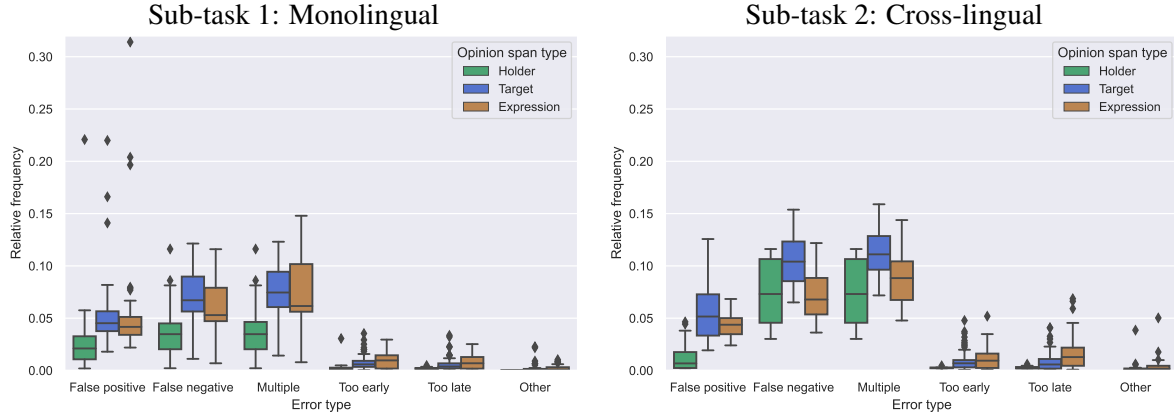 Sub-task 1: Monolingual
0.30
0.25
0.20
0.15
0.10
0.05
0.00
Relative frequency
Opinion span type
Holder
Target
Expression
False positive False negative Multiple Too early Too late Other
Error type
Sub-task 2: Cross-lingual
0.30
0.25
0.20
0.15
0.10
0.05
0.00
Relative frequency
Opinion span type
Holder
Target
Expression
False positive False negative Multiple Too early Too late Other
Error type